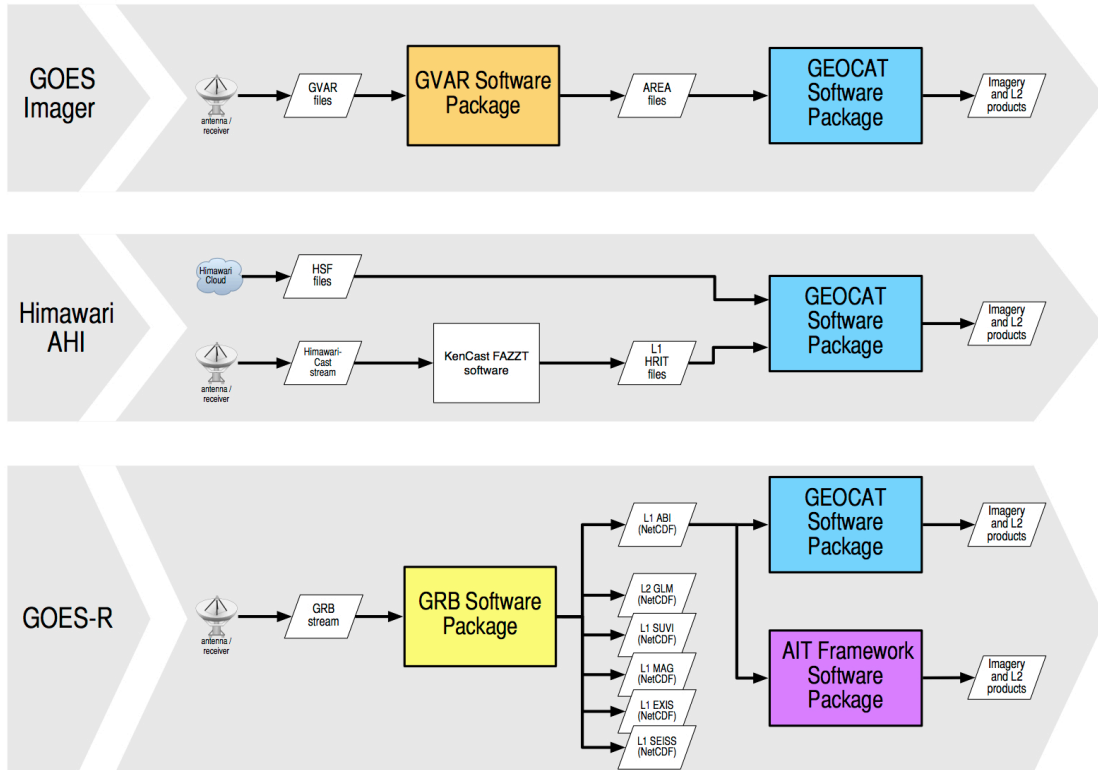 GOES
Imager
antenna /
receiver
GVAR
files
GVAR Software
Package
AREA
files
GEOCAT
Software
Package
Imagery
and L2
products
Himawari
AHI
Himawari
Cloud
HSF
files
antenna /
receiver
Himawari-
Cast
stream
KenCast FAZZT
software
L1
HRIT
files
GEOCAT
Software
Package
Imagery
and L2
products
GOES-R
antenna /
receiver
GRB
stream
GRB Software
Package
L1 ABI
(NetCDF)
L2 GLM
(NetCDF)
L1 SUVI
(NetCDF)
L1 MAG
(NetCDF)
L1 EXIS
(NetCDF)
L1 SEISS
(NetCDF)
GEOCAT
Software
Package
Imagery
and L2
products
AIT Framework
Software
Package
Imagery
and L2
products